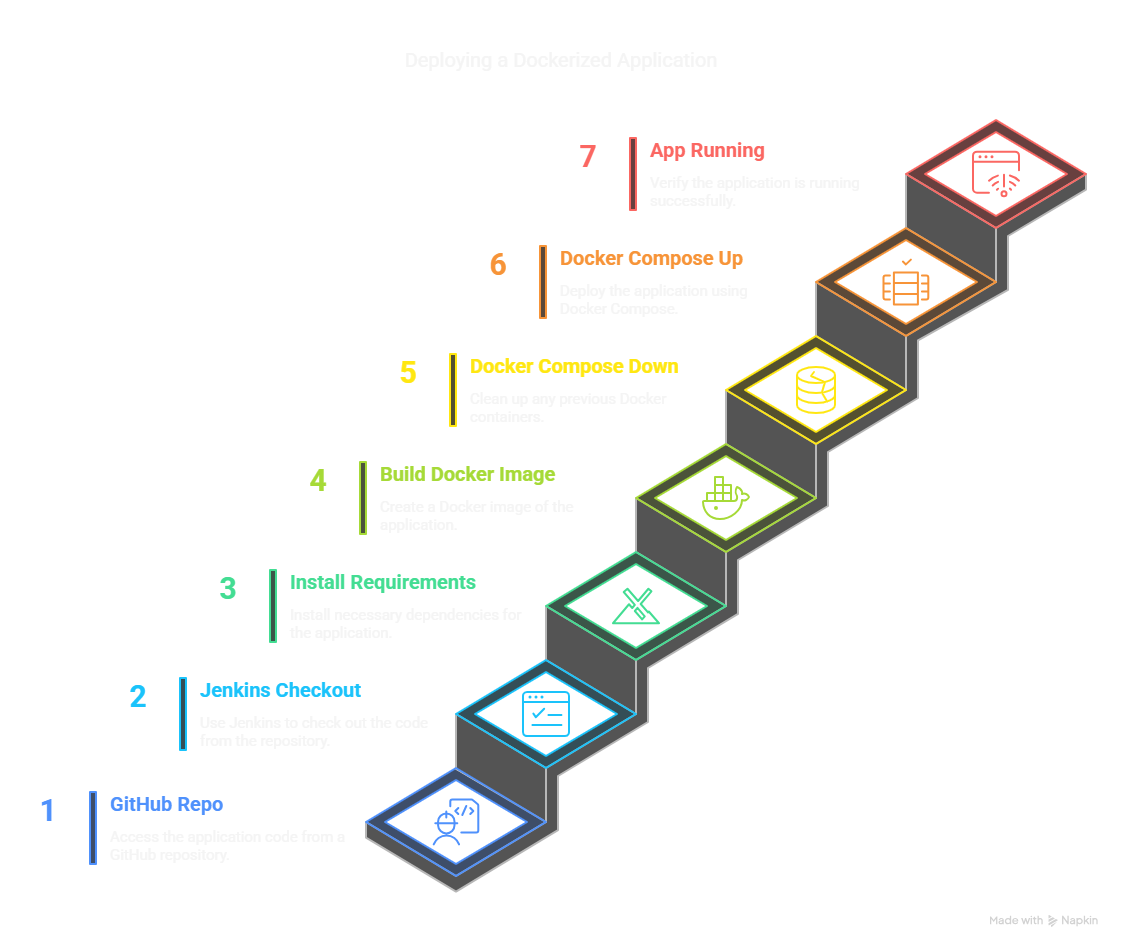 Deploying a Dockerized Application
7
App Running
Verify the application is running
successfully.
6
Docker Compose Up
Deploy the application using
Docker Compose.
5
Docker Compose Down
Clean up any previous Docker
containers.
4
Build Docker Image
Create a Docker image of the
application.
3
Install Requirements
Install necessary dependencies for
the application.
2
Jenkins Checkout
Use Jenkins to check out the code
from the repository.
1
GitHub Repo
Access the application code from a
GitHub repository.
Made with Napkin